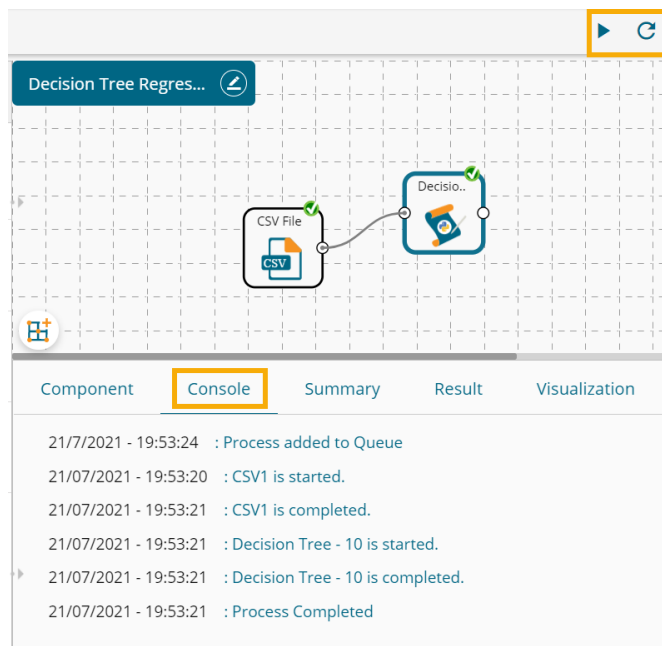 Decision Tree Regres...
Decisio..
CSV File
CSV
Component Console Summary Result Visualization
21/7/2021 - 19:53:24 : Process added to Queue
21/07/2021 - 19:53:20 : CSV1 is started.
21/07/2021 - 19:53:21 : CSV1 is completed.
21/07/2021 - 19:53:21 : Decision Tree - 10 is started.
21/07/2021 - 19:53:21 : Decision Tree - 10 is completed.
21/07/2021 - 19:53:21 : Process Completed